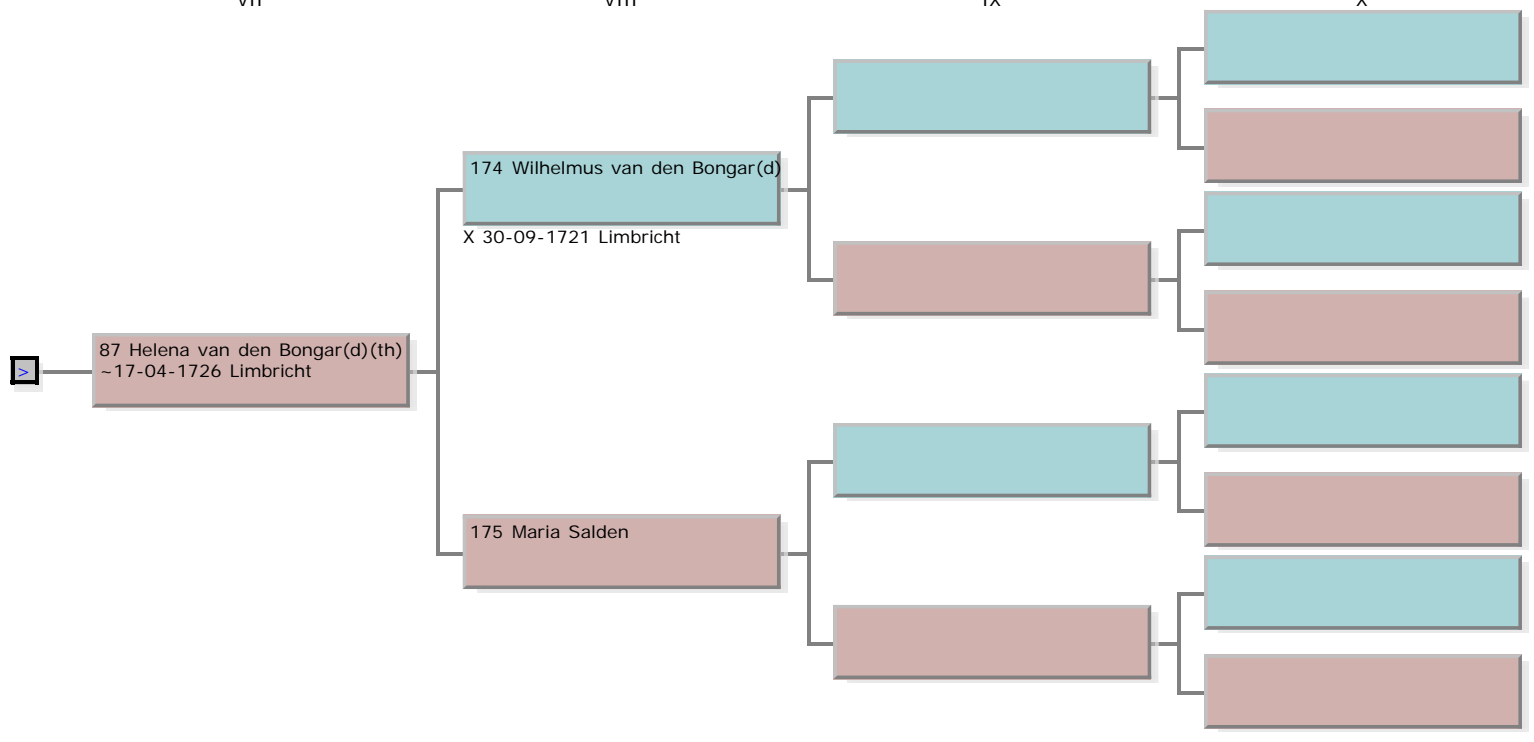 VII VIII IX X
174 Wilhelmus van den Bongar(d)
X 30-09-1721 Limbricht
87 Helena van den Bongar(d)(th)
~17-04-1726 Limbricht
>
175 Maria Salden